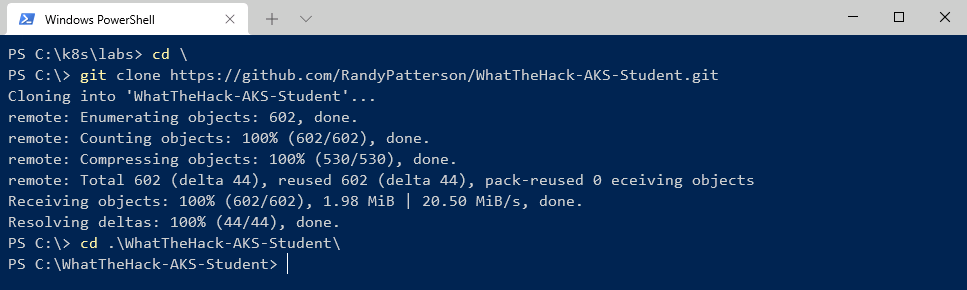 Windows PowerShell
PS C:\k8s\labs> cd \
PS C:\> git clone https://github.com/RandyPatterson/WhatTheHack-AKS-Student.git
Cloning into 'WhatTheHack-AKS-Student'...
remote: Enumerating objects: 602, done.
remote: Counting objects: 100% (602/602), done.
remote: Compressing objects: 100% (530/530), done.
remote: Total 602 (delta 44), reused 602 (delta 44), pack-reused 0 eceiving objects
Receiving objects: 100% (602/602), 1.98 MiB | 20.50 MiB/s, done.
Resolving deltas: 100% (44/44), done.
PS C:\> cd .\WhatTheHack-AKS-Student\
PS C:\WhatTheHack-AKS-Student>